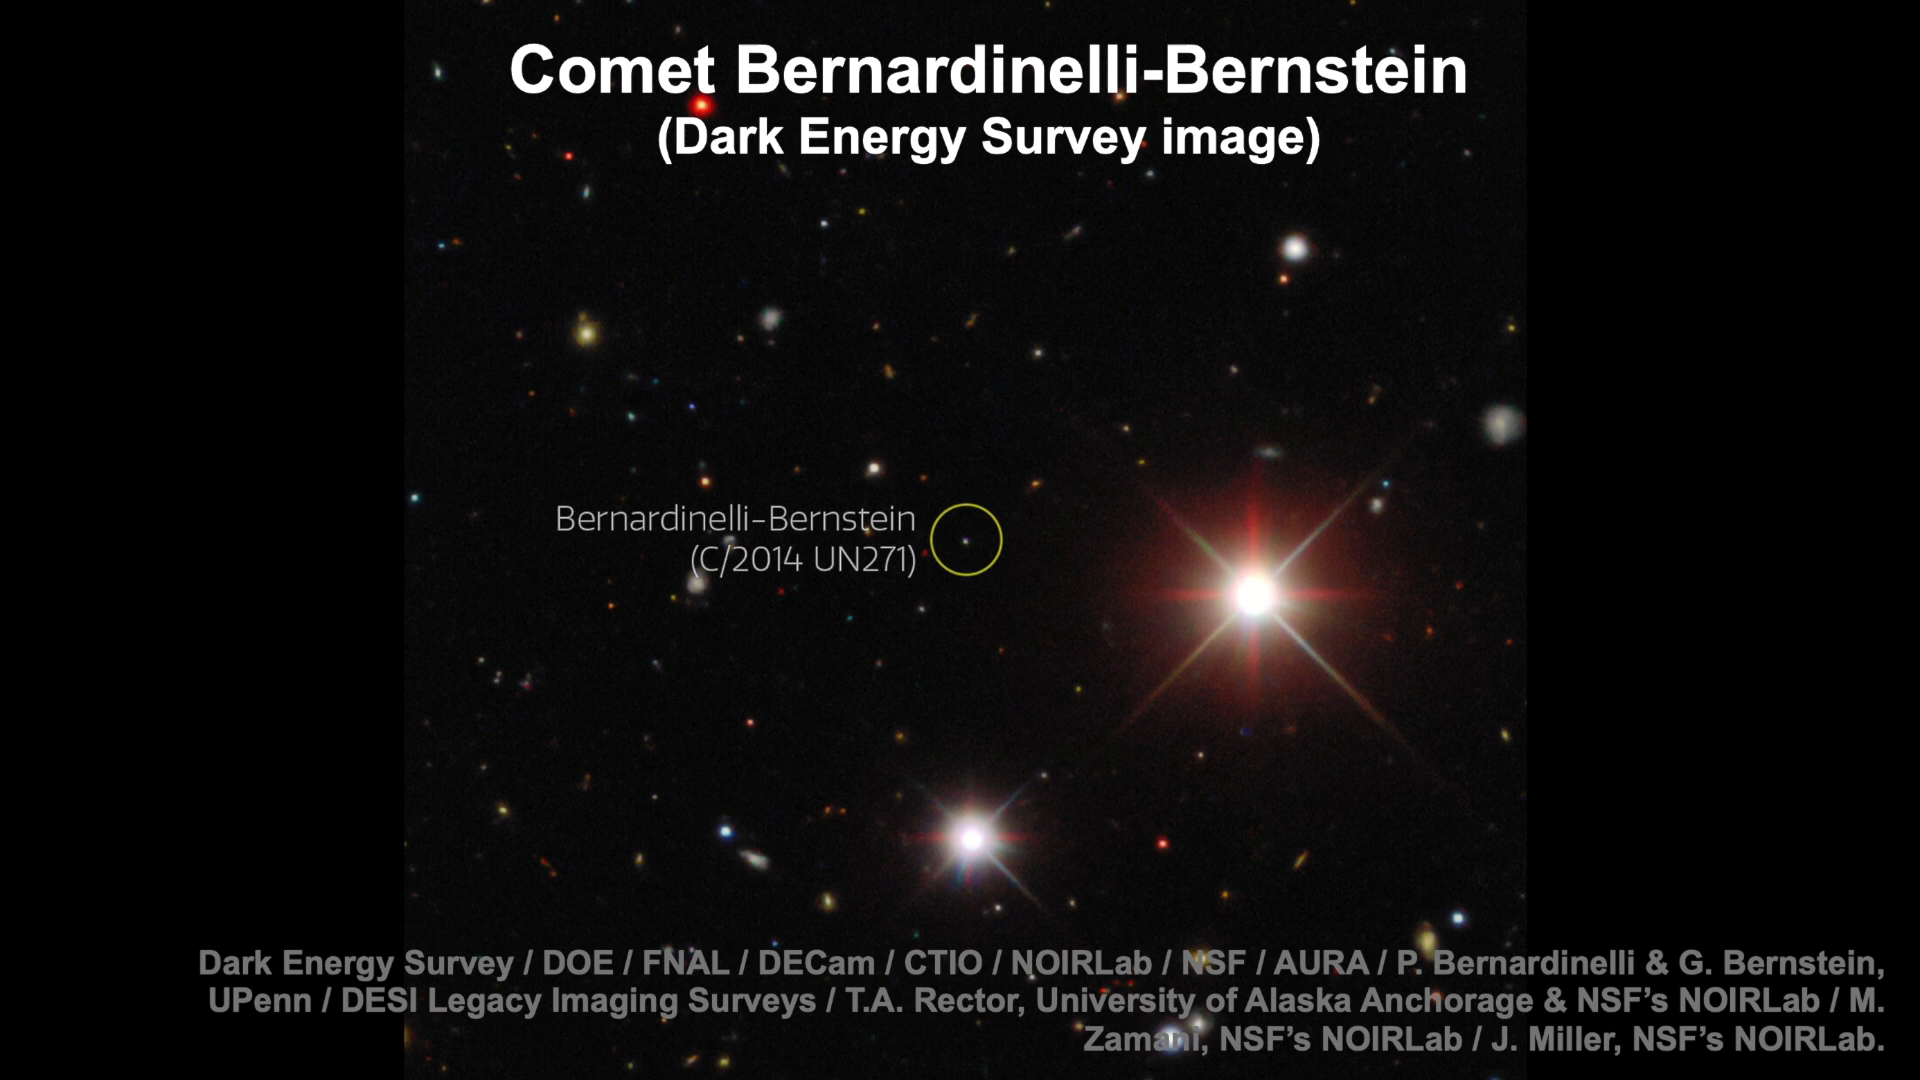 Comet Bernardinelli-Bernstein
(Dark Energy Survey image)
Bernardinelli-Bernstein
(C/2014 UN271)
Dark Energy Survey / DOE / FNAL / DECam / CTIO / NOIRLab / NSF / AURA / P. Bernardinelli & G. Bernstein,
UPenn / DESI Legacy Imaging Surveys / T.A. Rector, University of Alaska Anchorage & NSF’s NOIRLab / M.
Zamani, NSF’s NOIRLab / J. Miller, NSF’s NOIRLab.